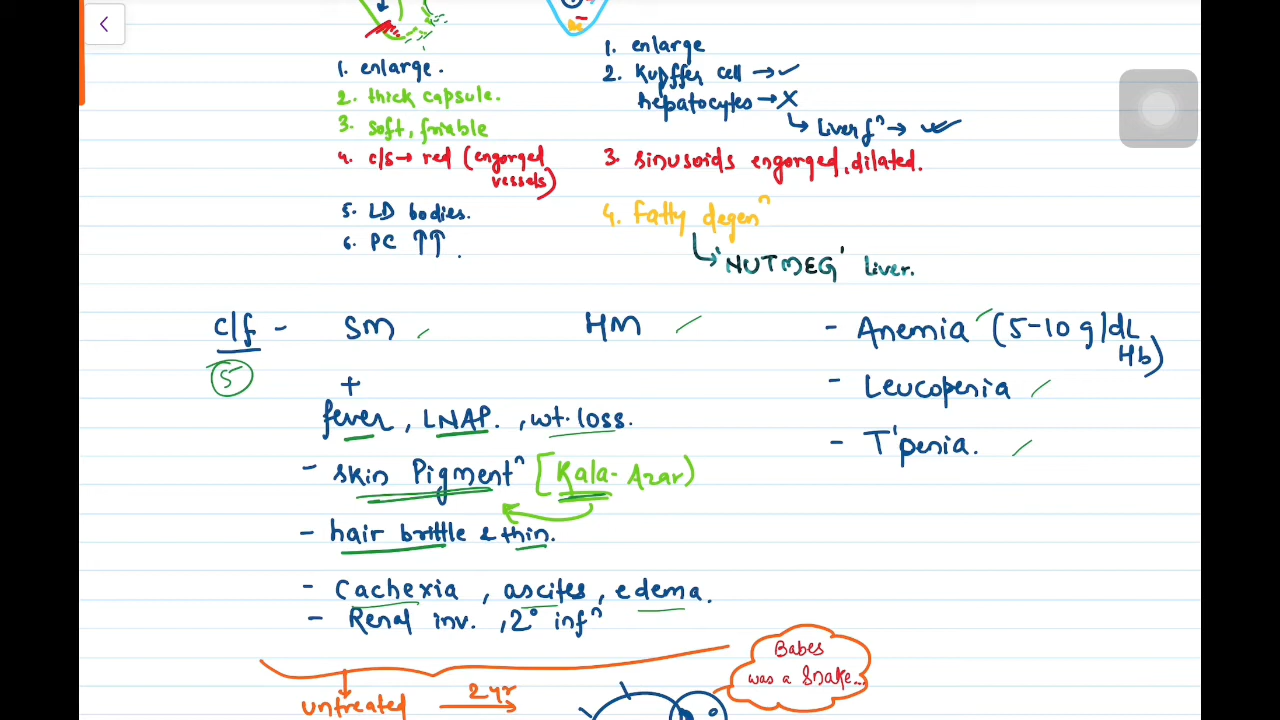 1. enlarge.
2. thick capsule.
3. soft, friable
4. c/s → red (engorged
vessels)
5. LD bodies.
6. PC ↑↑ .
1. enlarge
2. Kupffer cell → ✓
hepatocytes → X
↳ Liver fⁿ → ✓
3. sinusoids engorged, dilated.
4. fatty degenⁿ
↳ 'NUTMEG' liver.
c/f - SM HM
5
+
fever, LNAP., wt. loss.
- skin Pigmentⁿ [Kala-Azar)
- hair brittle & thin.
- Cachexia, ascites, edema.
- Renal inv., 2° infⁿ
- Anemia (5-10 g/dL
Hb)
- Leucopenia
- T'penia.
untreated 2yr →
Babes
was a Snake...